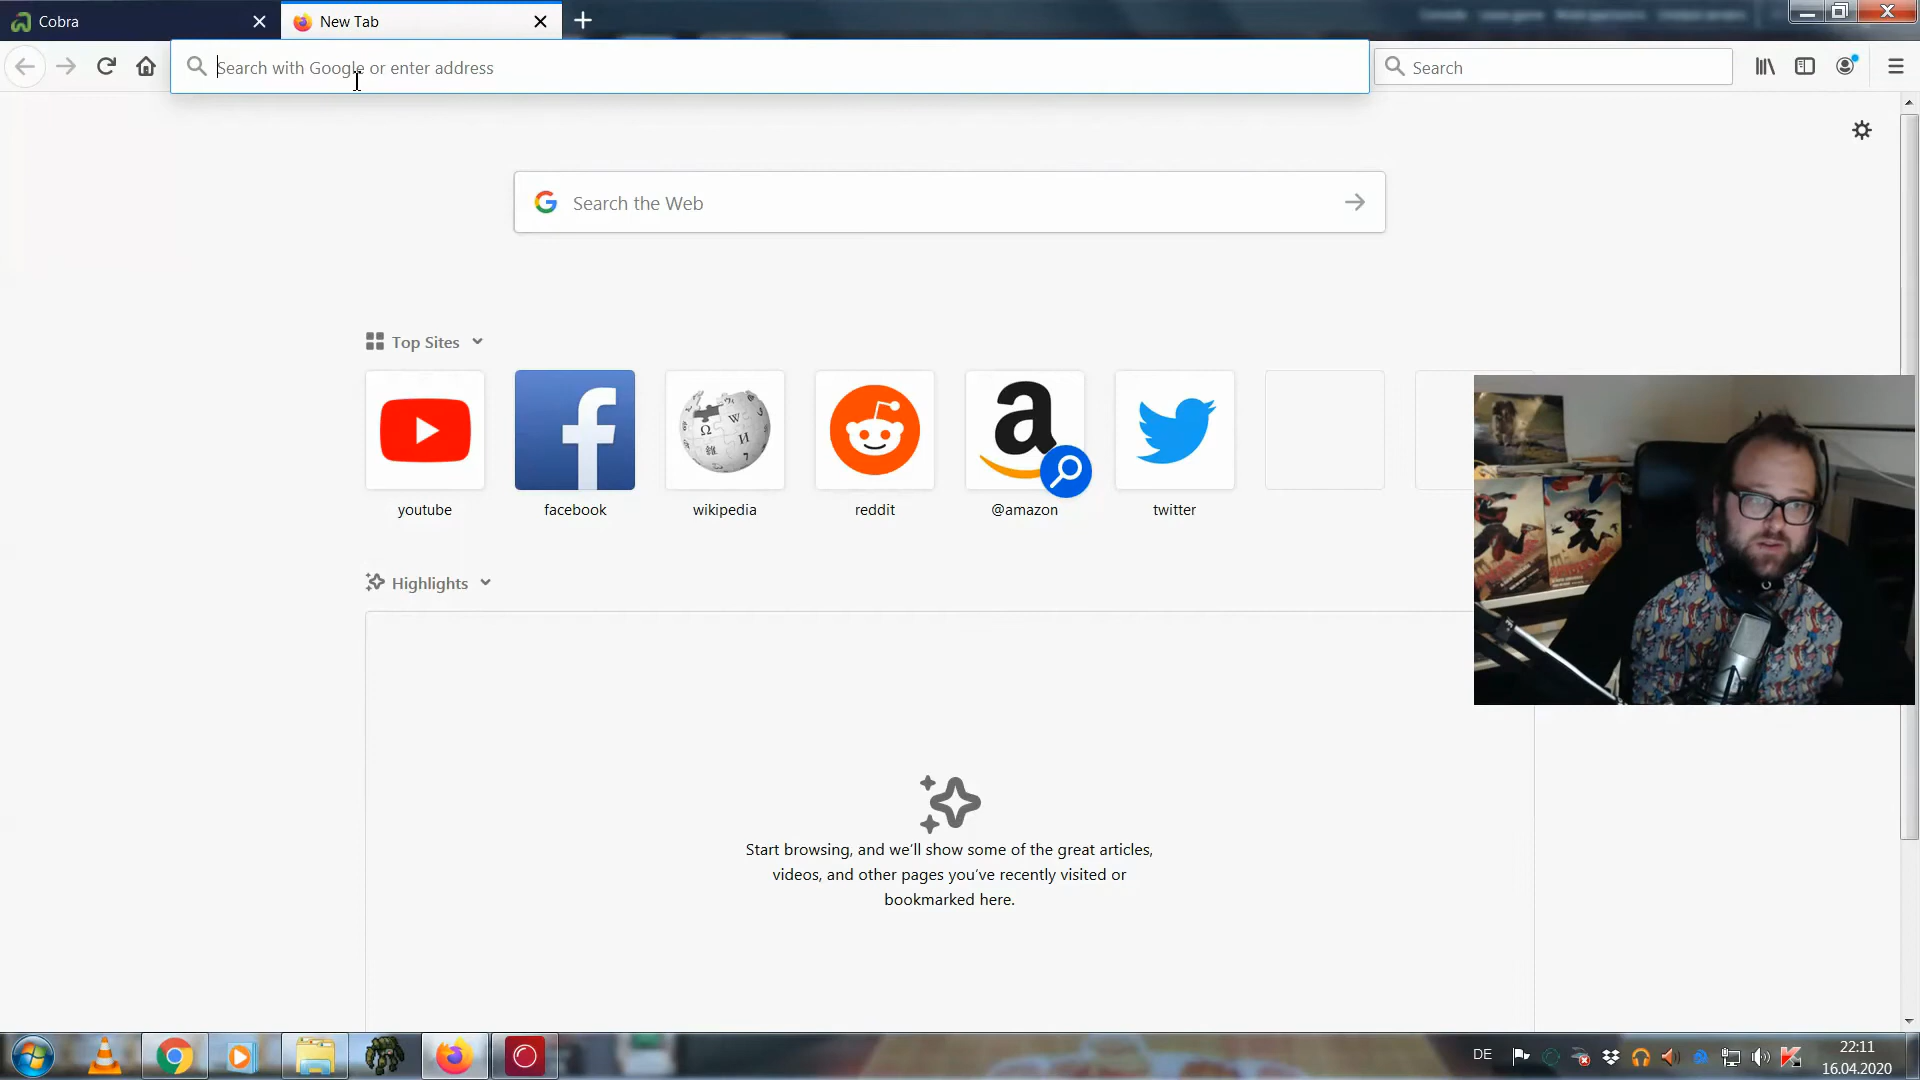 Cobra
New Tab
Search with Google or enter address
Search
Search the Web
Top Sites
youtube
facebook
wikipedia
reddit
@amazon
twitter
Highlights
Start browsing, and we'll show some of the great articles,
videos, and other pages you've recently visited or
bookmarked here.
DE
22:11
16.04.2020